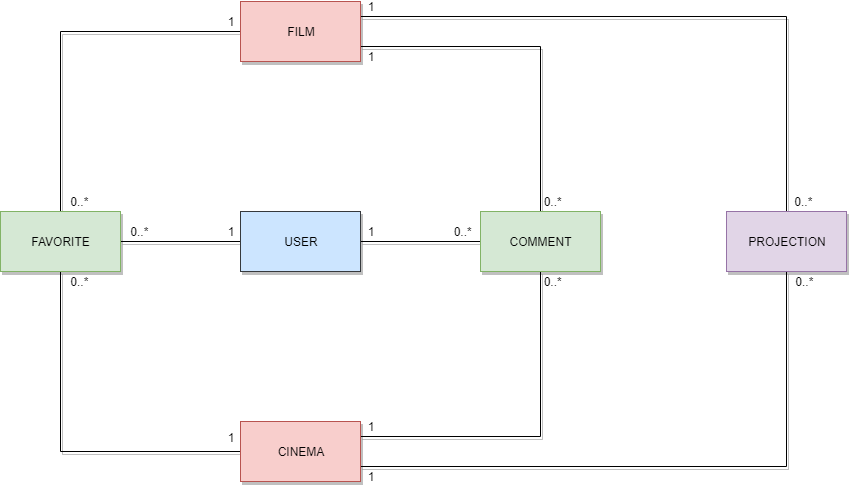 1
FILM
1
1
0..*
0..*
0..*
FAVORITE
0..*
1
USER
1
0..*
COMMENT
PROJECTION
0..*
0..*
0..*
1
CINEMA
1
1